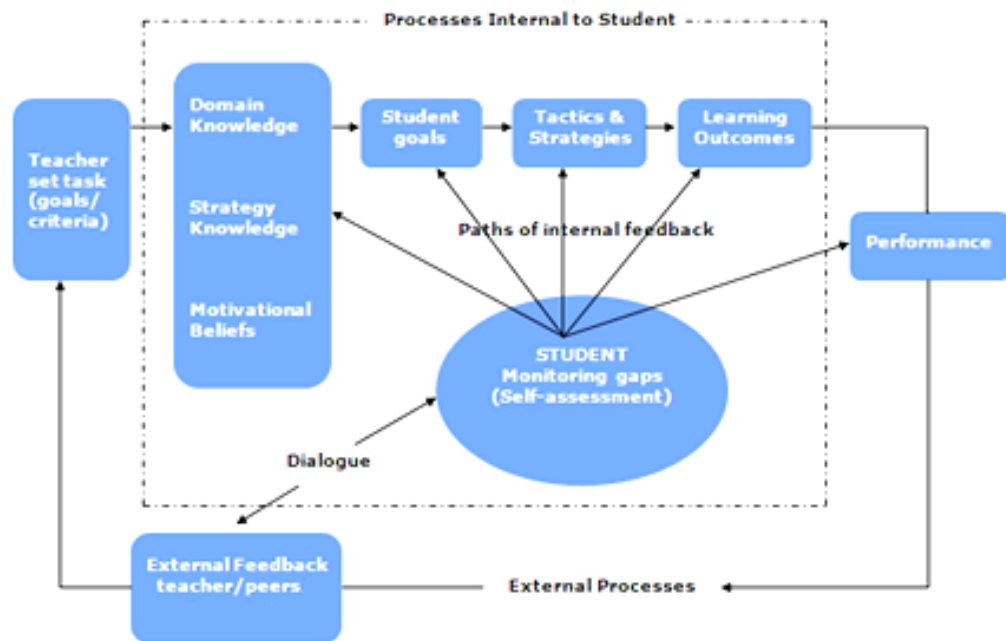 Processes Internal to Student
Domain
Knowledge
Strategy
Knowledge
Motivational
Beliefs
Student
goals
Tactics &
Strategies
Learning
Outcomes
Teacher
set task
(goals/
criteria)
Paths of internal feedback
Performance
STUDENT
Monitoring gaps
(Self-assessment)
Dialogue
External Feedback
teacher/peers
External Processes